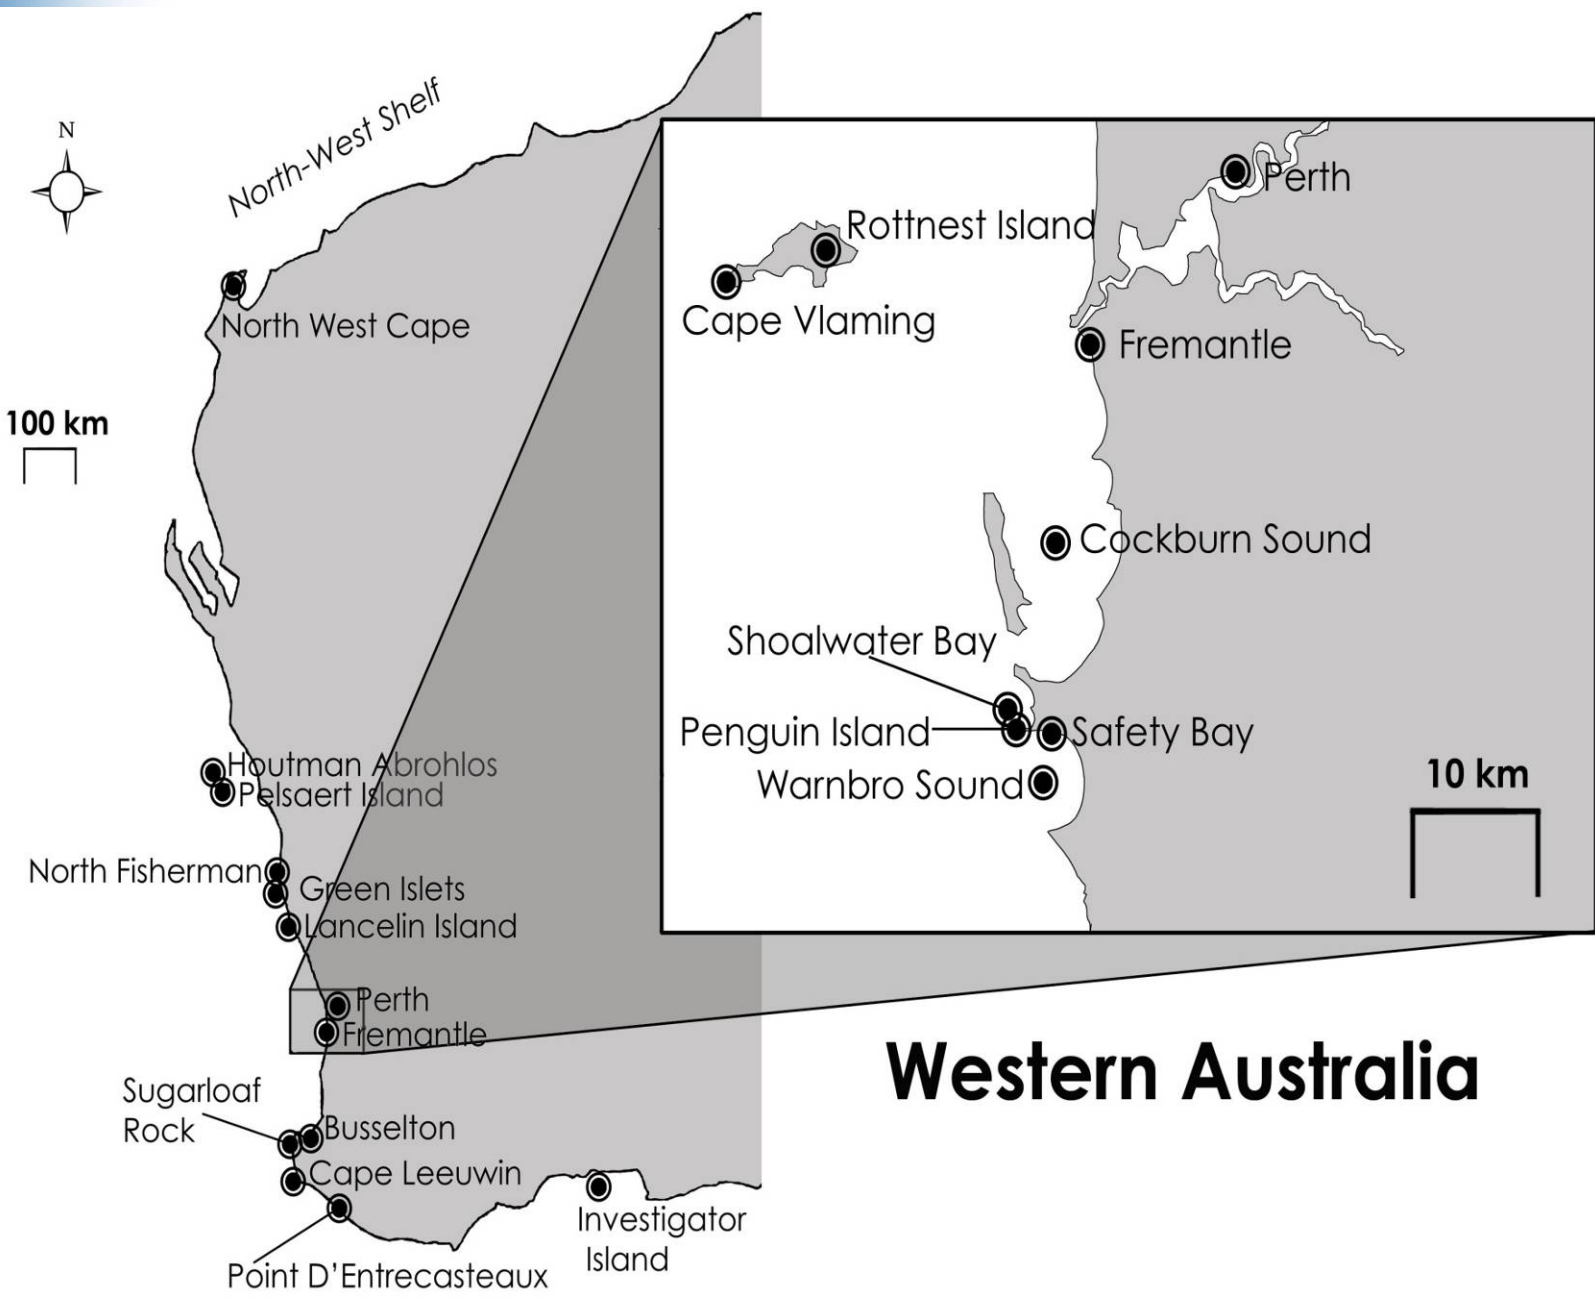 N
North-West Shelf
North West Cape
100 km
Houtman Abrohlos
Pelsaert Island
North Fisherman
Green Islets
Lancelin Island
Perth
Fremantle
Sugarloaf
Rock
Busselton
Cape Leeuwin
Point D'Entrecasteaux
Investigator
Island
Perth
Rottnest Island
Cape Vlaming
Fremantle
Cockburn Sound
Shoalwater Bay
Penguin Island
Safety Bay
Warnbro Sound
10 km
Western Australia